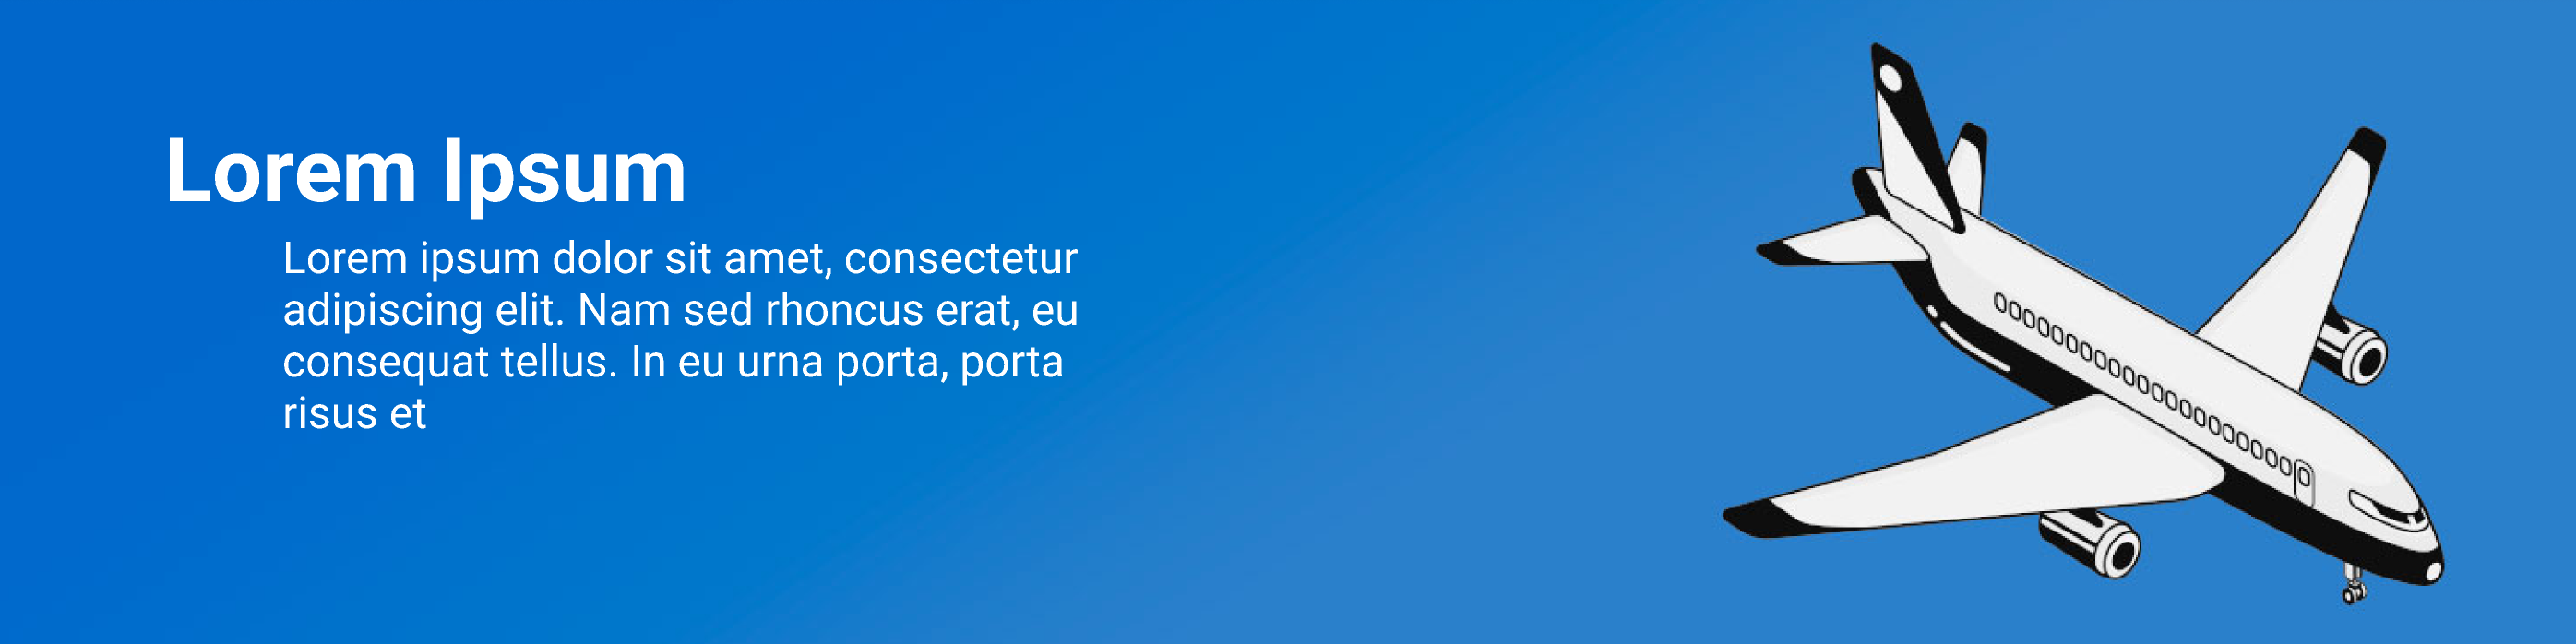 Lorem Ipsum
Lorem ipsum dolor sit amet, consectetur
adipiscing elit. Nam sed rhoncus erat, eu
consequat tellus. In eu urna porta, porta
risus et